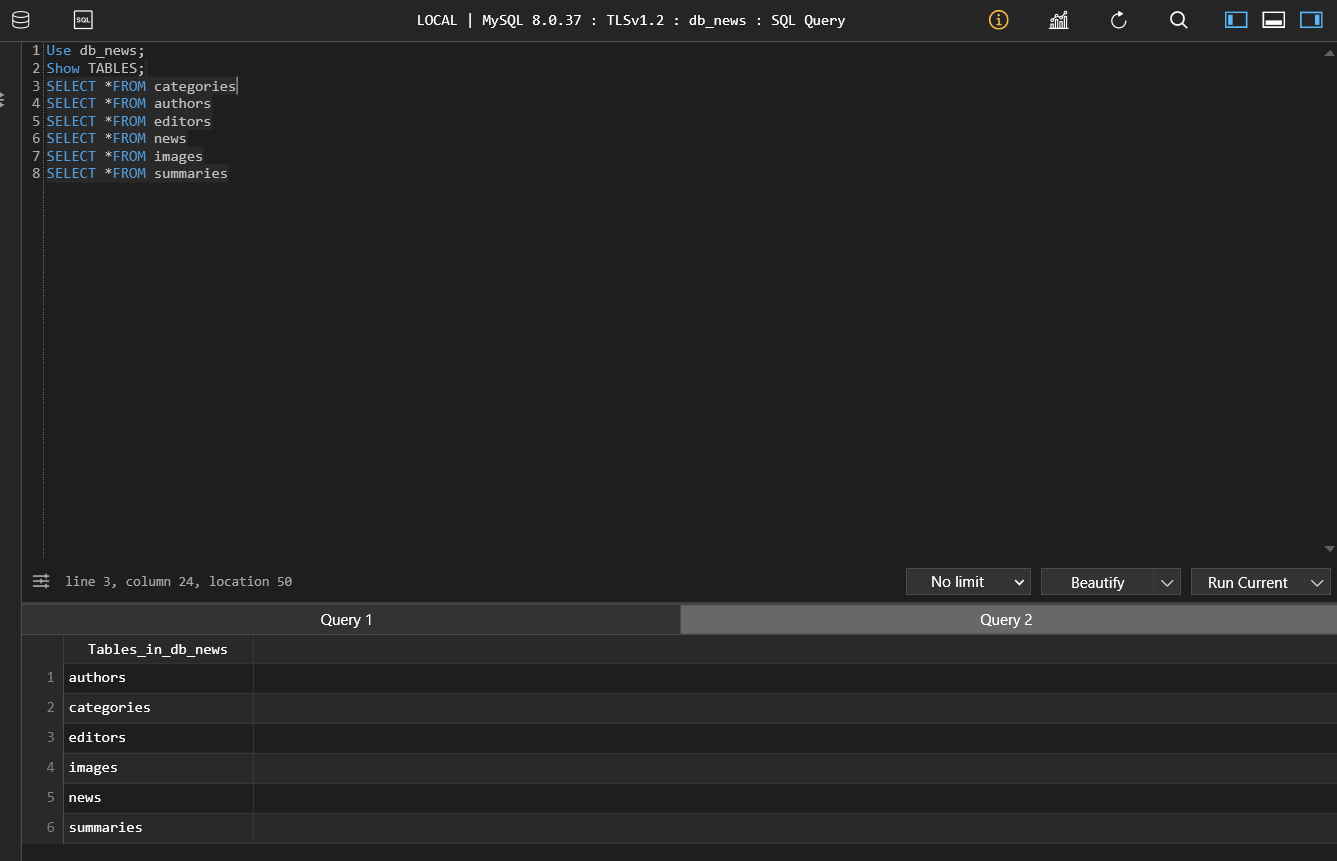 SQL
LOCAL | MySQL 8.0.37 : TLSv1.2 : db_news : SQL Query
1 Use db_news;
2 Show TABLES;
3 SELECT *FROM categories
4 SELECT *FROM authors
5 SELECT *FROM editors
6 SELECT *FROM news
7 SELECT *FROM images
8 SELECT *FROM summaries
line 3, column 24, location 50
No limit
Beautify
Run Current
Query 1
Query 2
Tables_in_db_news
1 authors
2 categories
3 editors
4 images
5 news
6 summaries